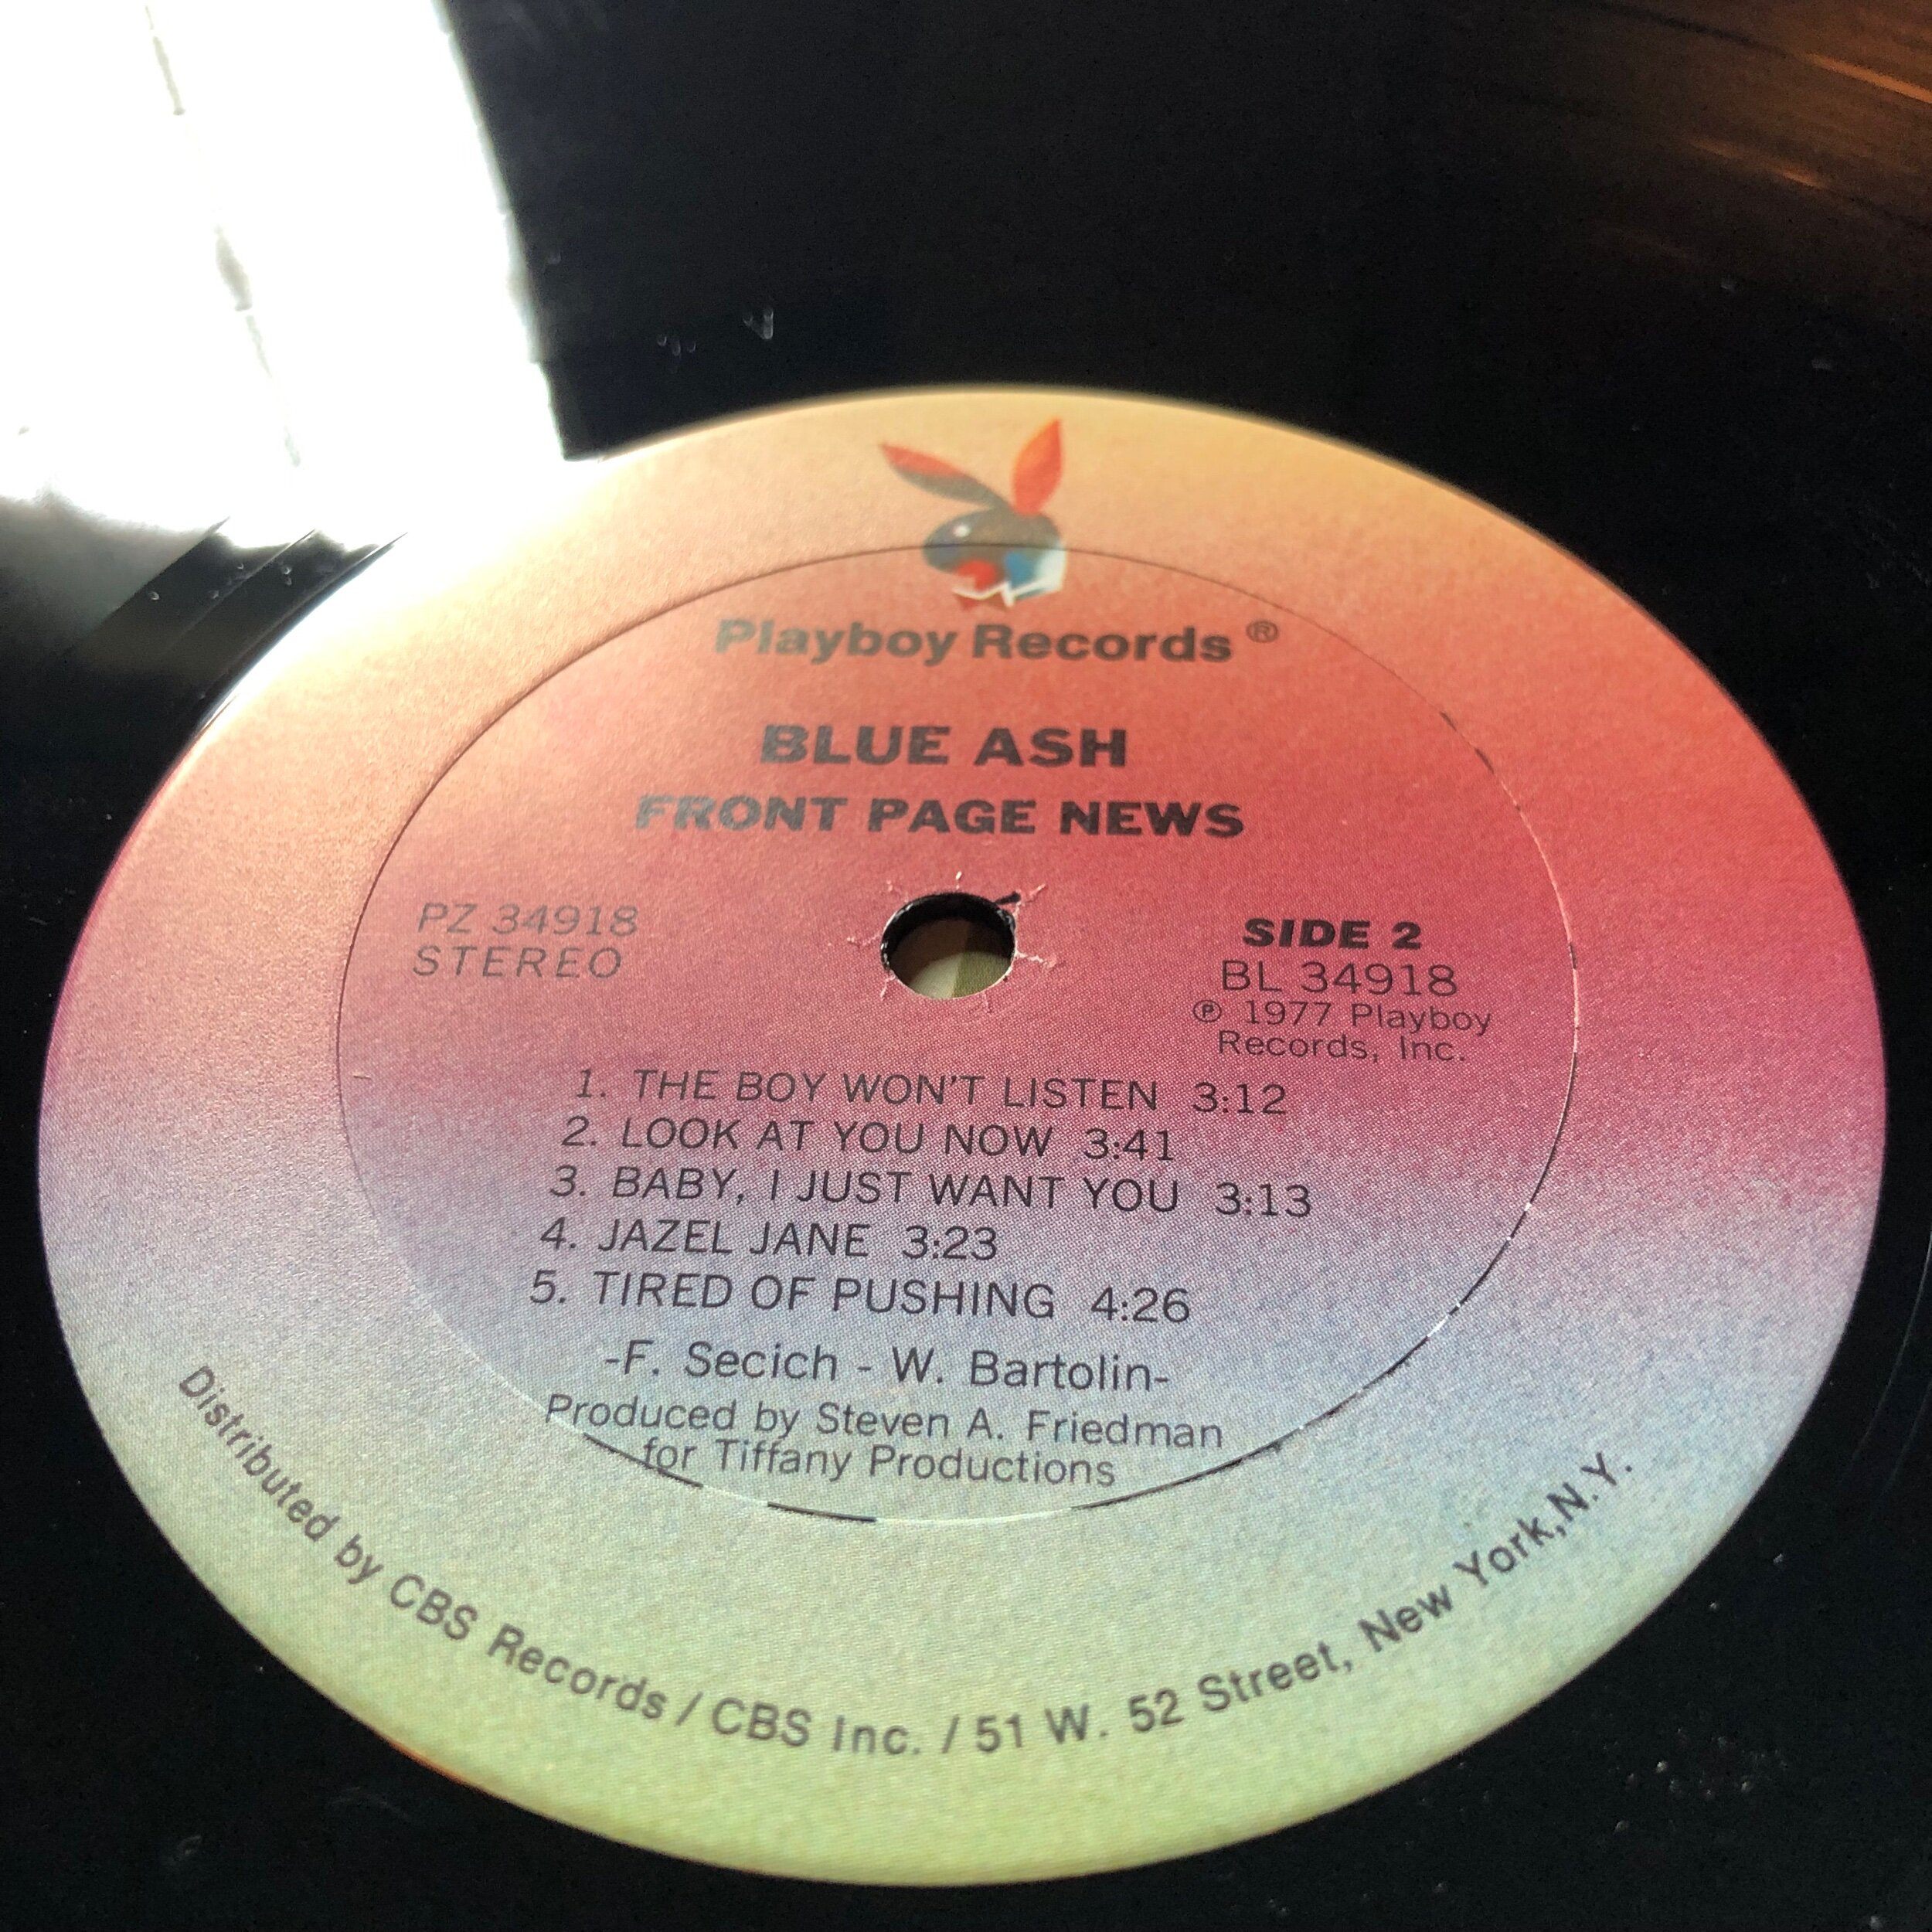 Playboy Records ®
BLUE ASH
FRONT PAGE NEWS
PZ 34918
STEREO
SIDE 2
BL 34918
℗ 1977 Playboy
Records, Inc.
1. THE BOY WON'T LISTEN 3:12
2. LOOK AT YOU NOW 3:41
3. BABY, I JUST WANT YOU 3:13
4. JAZEL JANE 3:23
5. TIRED OF PUSHING 4:26
-F. Secich - W. Bartolin-
Produced by Steven A. Friedman
for Tiffany Productions
Distributed by CBS Records / CBS Inc. / 51 W. 52 Street, New York, N.Y.